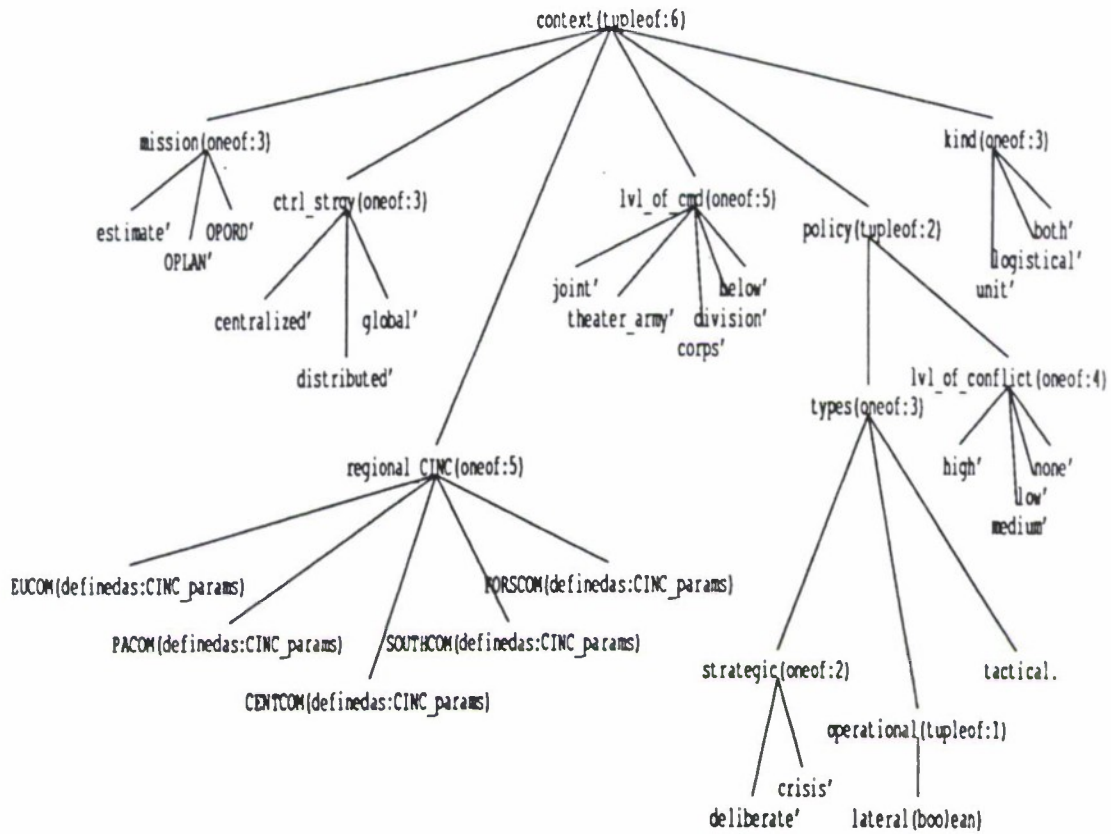 context(tupleof:6)
mission(oneof:3)
kind(oneof:3)
ctrl_strgy(oneof:3)
lvl_of_cmd(oneof:5)
estimate'
OPORD'
OPLAN'
policy(tupleof:2)
both'
logistical'
unit'
joint'
below'
centralized'
global'
theater_army'
division'
corps'
distributed'
lvl_of_conflict(oneof:4)
types(oneof:3)
regional_CINC(oneof:5)
high'
none'
low'
medium'
EUCOM(definedas:CINC_params)
FORSCOM(definedas:CINC_params)
PACOM(definedas:CINC_params)
SOUTHCOM(definedas:CINC_params)
CENTCOM(definedas:CINC_params)
strategic(oneof:2)
tactical.
operational(tupleof:1)
crisis'
deliberate'
lateral(boolean)